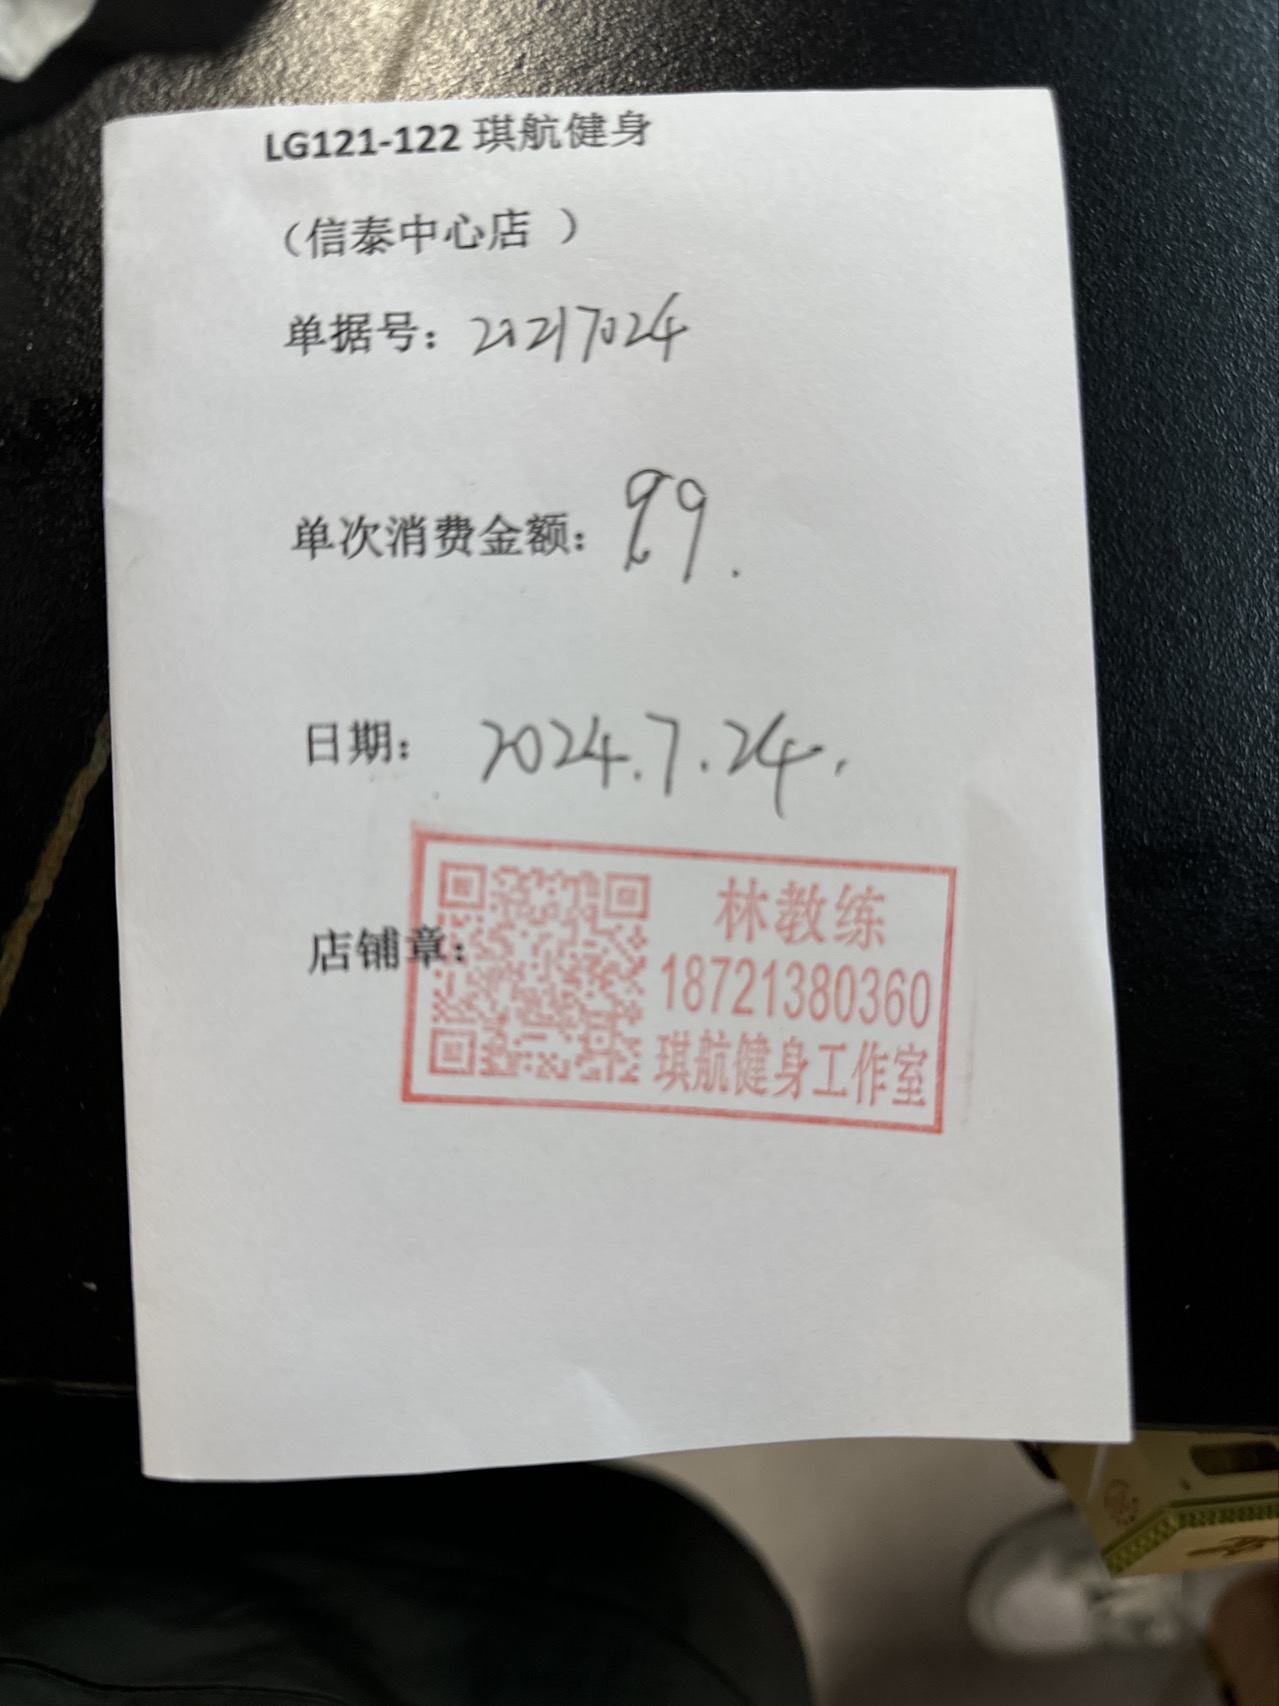 LG121-122 琪航健身
（信泰中心店 ）
单据号：20217024
单次消费金额：99.
日期：2024.7.24.
店铺章：
林教练
18721380360
琪航健身工作室